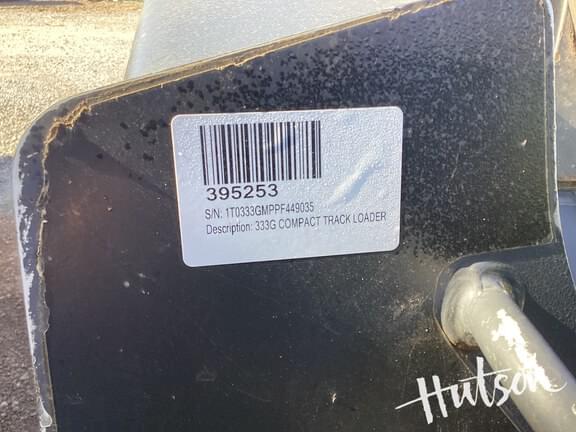 395253
S/N: 1T0333GMPPF449035
Description: 333G COMPACT TRACK LOADER
Hutson